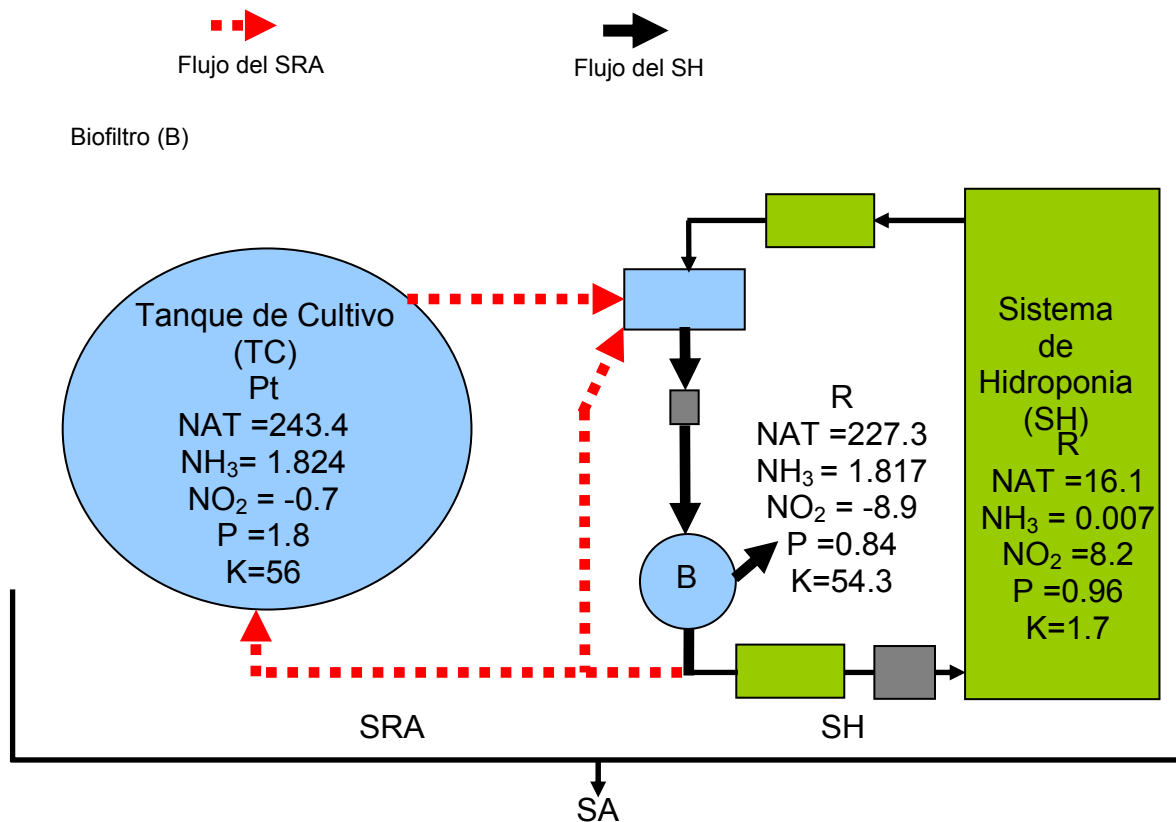 Flujo del SRA
Flujo del SH
Biofiltro (B)
Tanque de Cultivo
(TC)
Pt
NAT =243.4
NH₃= 1.824
NO₂ = -0.7
P =1.8
K=56
R
NAT =227.3
NH₃ = 1.817
NO₂ = -8.9
P =0.84
K=54.3
B
Sistema
de
Hidroponia
(SH)
R
NAT =16.1
NH₃ = 0.007
NO₂ =8.2
P =0.96
K=1.7
SRA
SH
SA